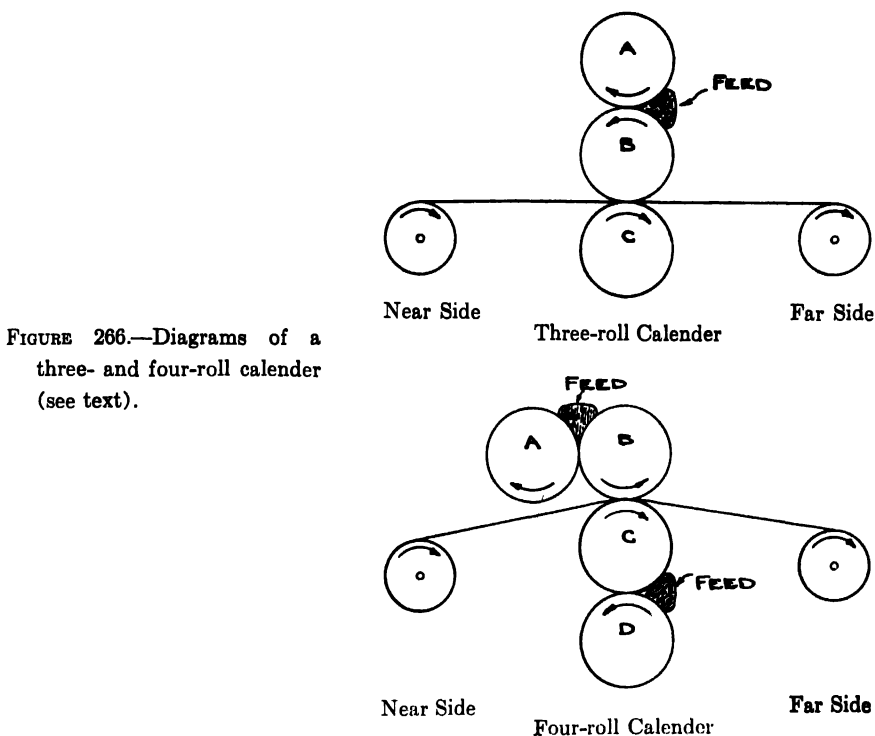 A
FEED
B
C
Near Side
Far Side
Three-roll Calender
FIGURE 266.—Diagrams of a
three- and four-roll calender
(see text).
FEED
A
B
C
FEED
D
Near Side
Far Side
Four-roll Calender